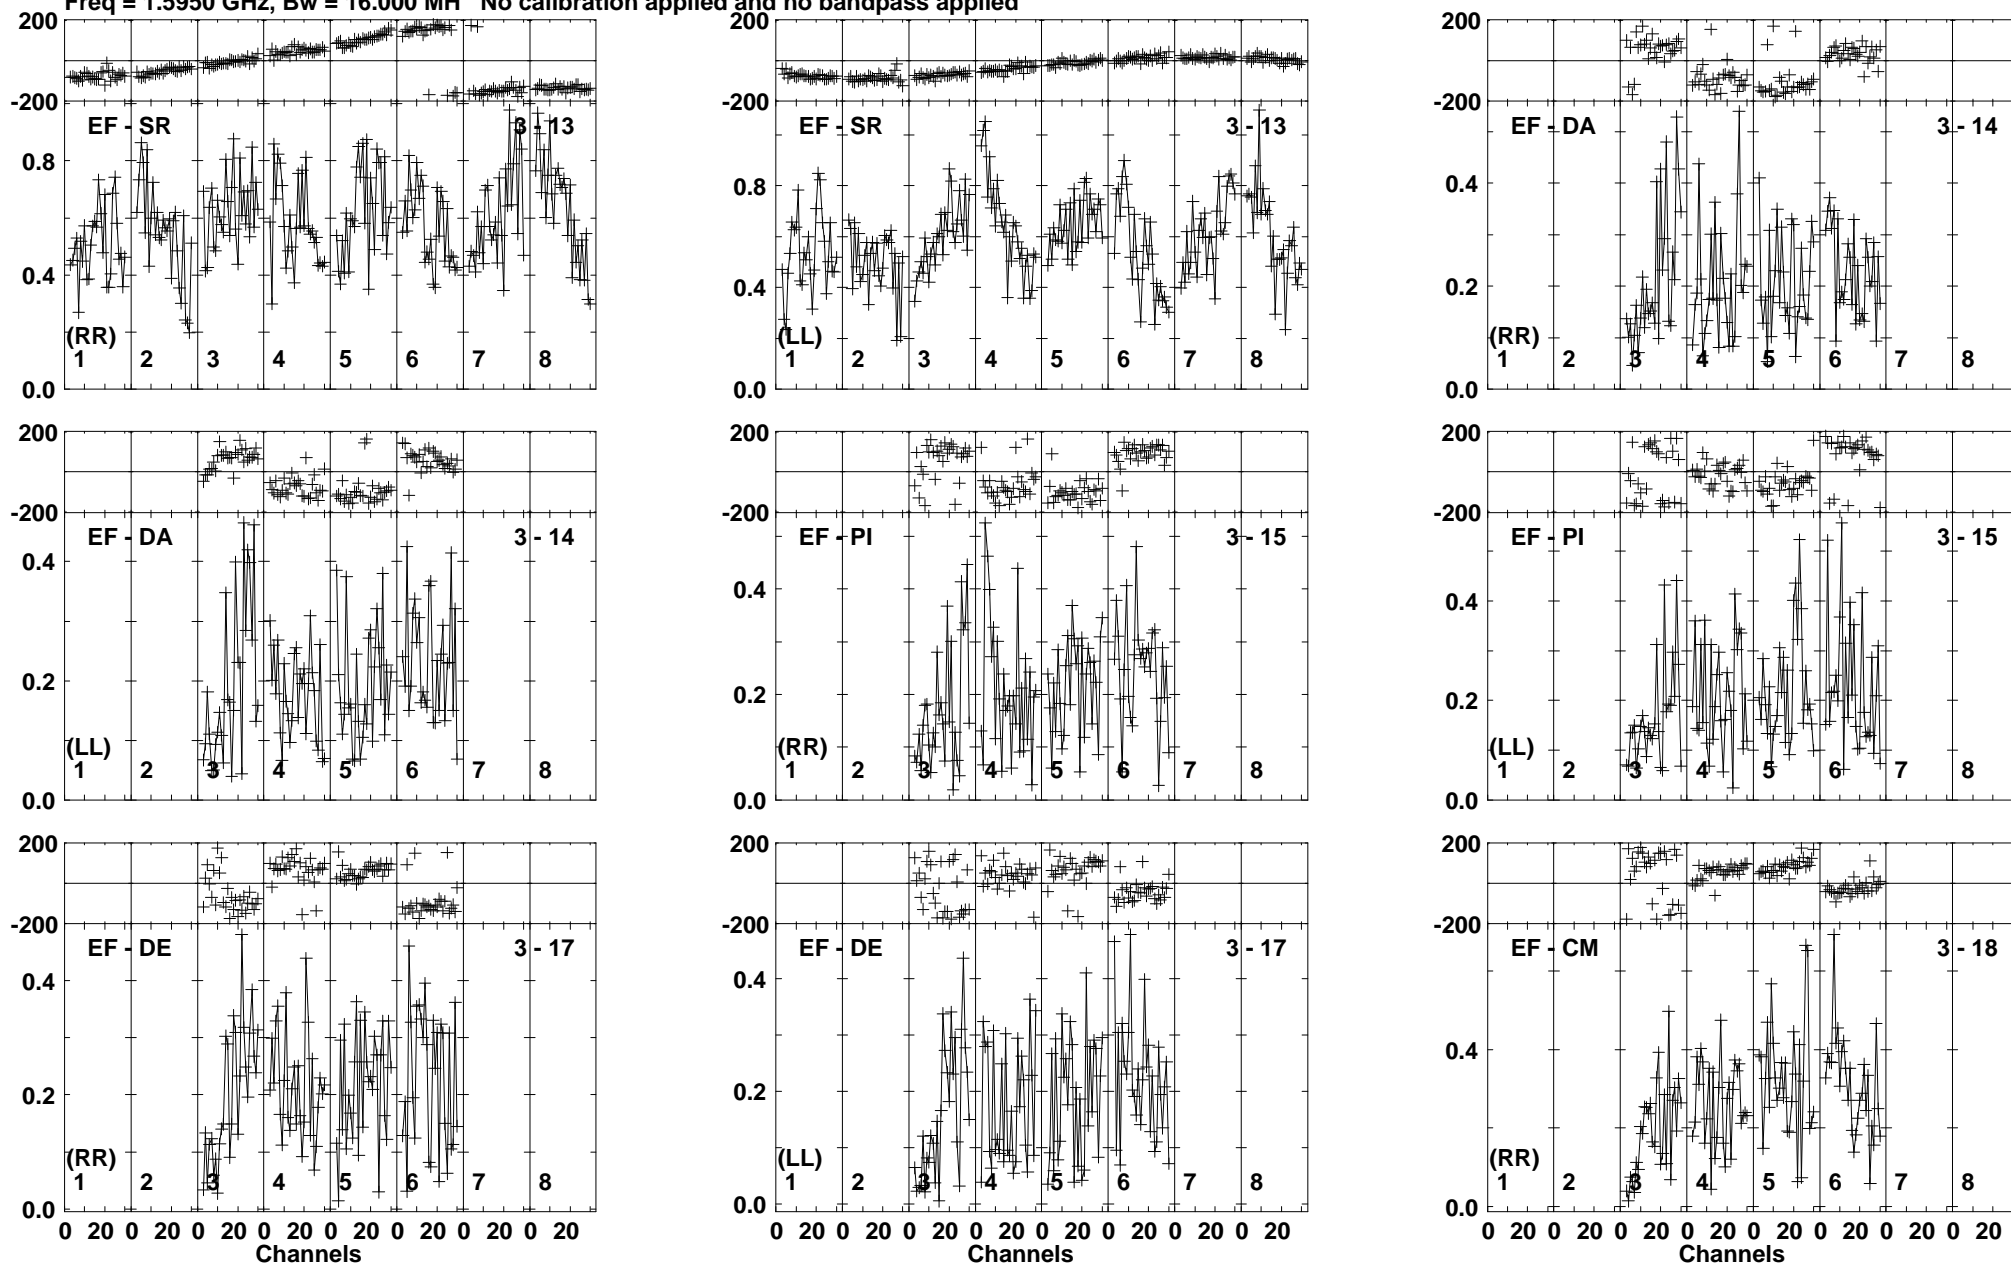 Freq = 1.5950 GHz, Bw = 16.000 MH No calibration applied and no bandpass applied
200 200 200
-200 -200 -200
EF - SR 3 - 13 EF - SR 3 - 13 EF - DA 3 - 14
0.8 0.8 0.4
0.4 0.4 0.2
(RR) (LL) (RR)
1 2 3 4 5 6 7 8 1 2 3 4 5 6 7 8 1 2 3 4 5 6 7 8
0.0 0.0 0.0
200 200 200
-200 -200 -200
EF - DA 3 - 14 EF - PI 3 - 15 EF - PI 3 - 15
0.4 0.4 0.4
0.2 0.2 0.2
(LL) (RR) (LL)
1 2 3 4 5 6 7 8 1 2 3 4 5 6 7 8 1 2 3 4 5 6 7 8
0.0 0.0 0.0
200 200 200
-200 -200 -200
EF - DE 3 - 17 EF - DE 3 - 17 EF - CM 3 - 18
0.4 0.4 0.4
0.2 0.2
(RR) (LL) (RR)
1 2 3 4 5 6 7 8 1 2 3 4 5 6 7 8 1 2 3 4 5 6 7 8
0.0 0.0 0.0
0 20 0 20 0 20 0 20 0 20 0 20 0 20 0 20 0 20 0 20 0 20 0 20 0 20 0 20 0 20 0 20 0 20 0 20 0 20 0 20 0 20 0 20 0 20 0 20
Channels Channels Channels